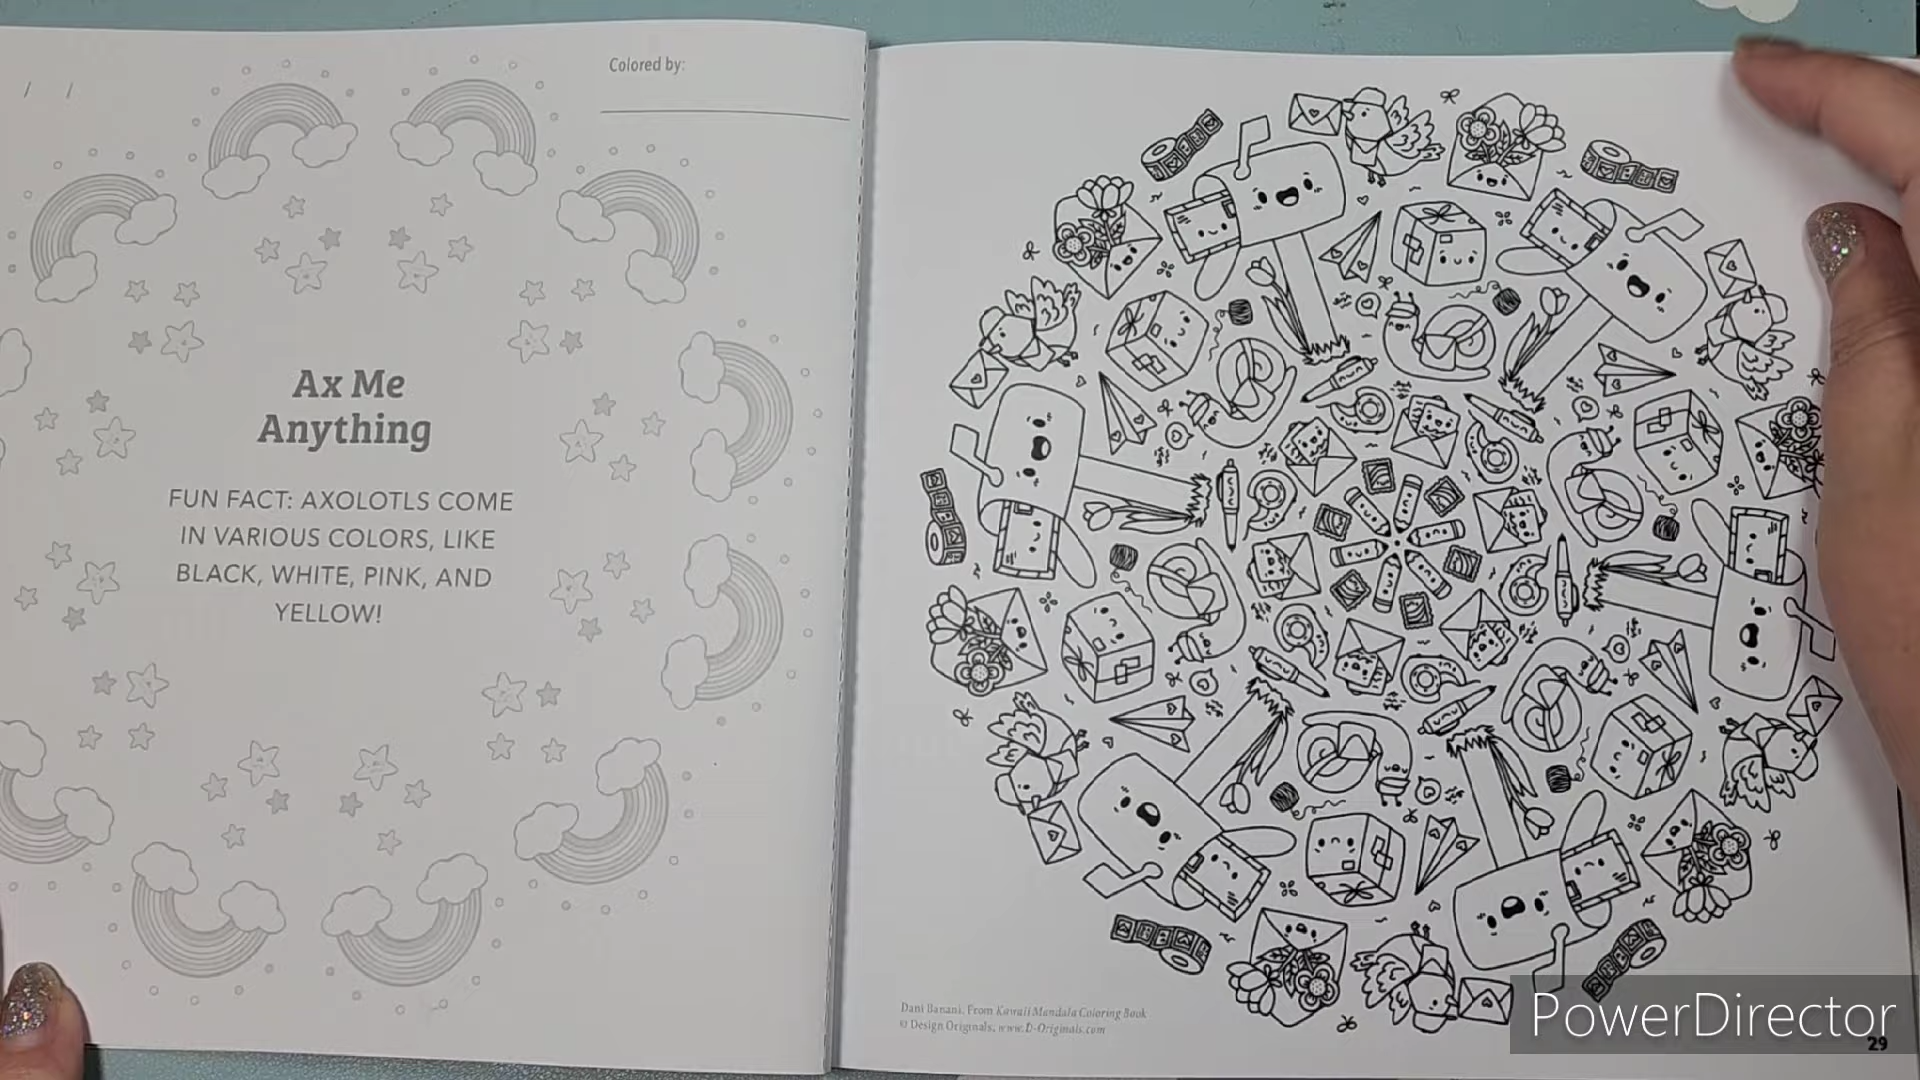 / /
Colored by:
Ax Me
Anything
FUN FACT: AXOLOTLS COME
IN VARIOUS COLORS, LIKE
BLACK, WHITE, PINK, AND
YELLOW!
Dani Banani, From Kawaii Mandala Coloring Book
© Design Originals, www.D-Originals.com
29
PowerDirector